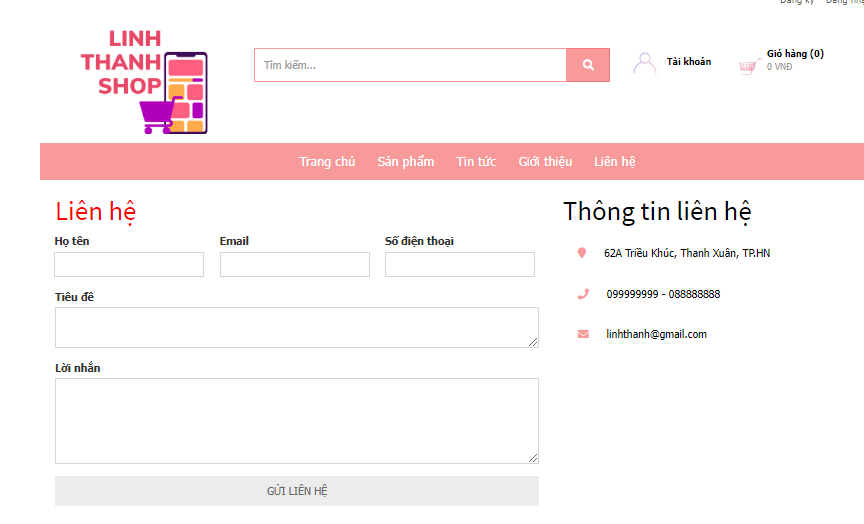 Đăng ký Đăng nhậ
LINH
THANH
SHOP
Tìm kiếm...
Tài khoản
Giỏ hàng (0)
0 VNĐ
Trang chủ Sản phẩm Tin tức Giới thiệu Liên hệ
Liên hệ
Họ tên Email Số điện thoại
Tiêu đề
Lời nhắn
GỬI LIÊN HỆ
Thông tin liên hệ
62A Triều Khúc, Thanh Xuân, TP.HN
099999999 - 088888888
linhthanh@gmail.com